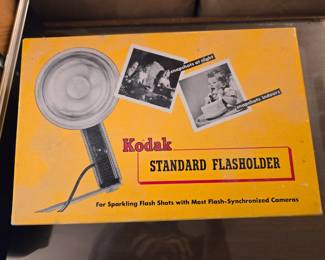 snapshots at night
snapshots indoors
Kodak
STANDARD FLASHOLDER
For Sparkling Flash Shots with Most Flash-Synchronized Cameras